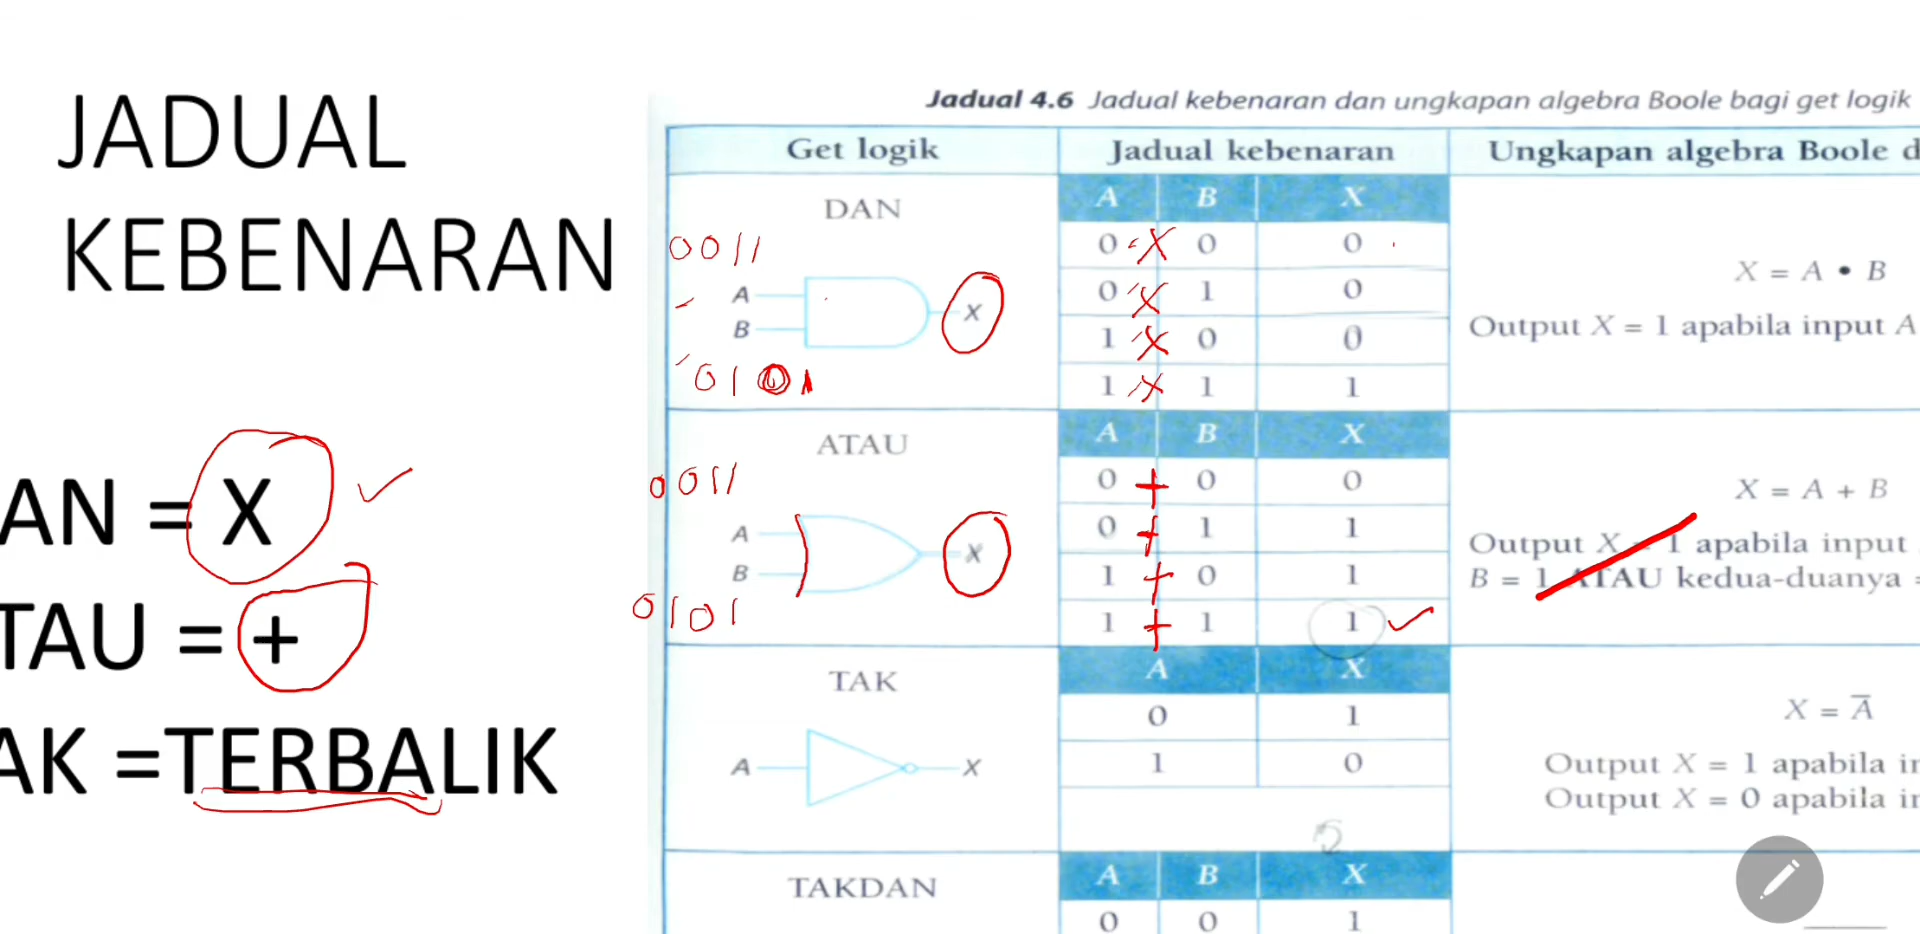 JADUAL
KEBENARAN
AN = X
TAU = +
AK =TERBALIK
Jadual 4.6 Jadual kebenaran dan ungkapan algebra Boole bagi get logik
Get logik Jadual kebenaran Ungkapan algebra Boole d
DAN
0011
A
B
X
0101
A B X
0 x 0 0
0 x 1 0
1 x 0 0
1 x 1 1
X = A • B
Output X = 1 apabila input A
ATAU
0011
A
B
X
0101
A B X
0 + 0 0
0 + 1 1
1 + 0 1
1 + 1 1
X = A + B
Output X = 1 apabila input
B = 1 ATAU kedua-duanya =
TAK
A X
A X
0 1
1 0
X = A̅
Output X = 1 apabila in
Output X = 0 apabila in
TAKDAN
A B X
0 0 1